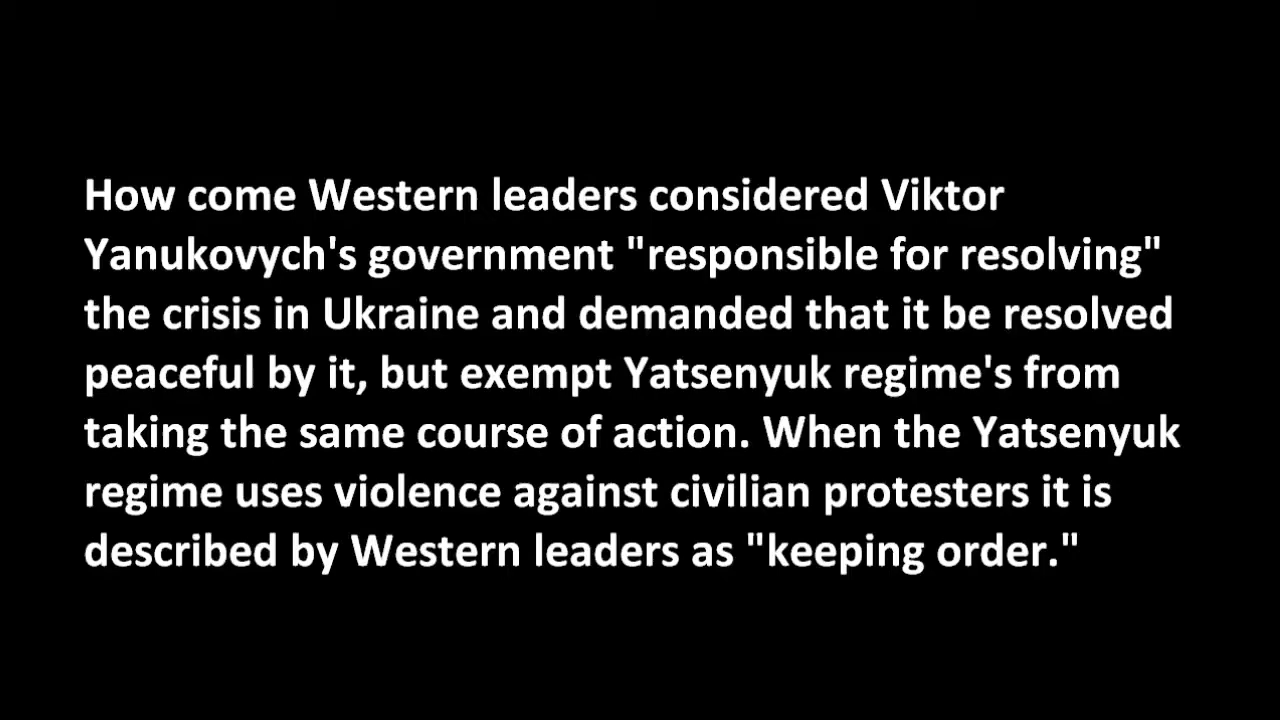 How come Western leaders considered Viktor
Yanukovych's government "responsible for resolving"
the crisis in Ukraine and demanded that it be resolved
peaceful by it, but exempt Yatsenyuk regime's from
taking the same course of action. When the Yatsenyuk
regime uses violence against civilian protesters it is
described by Western leaders as "keeping order."